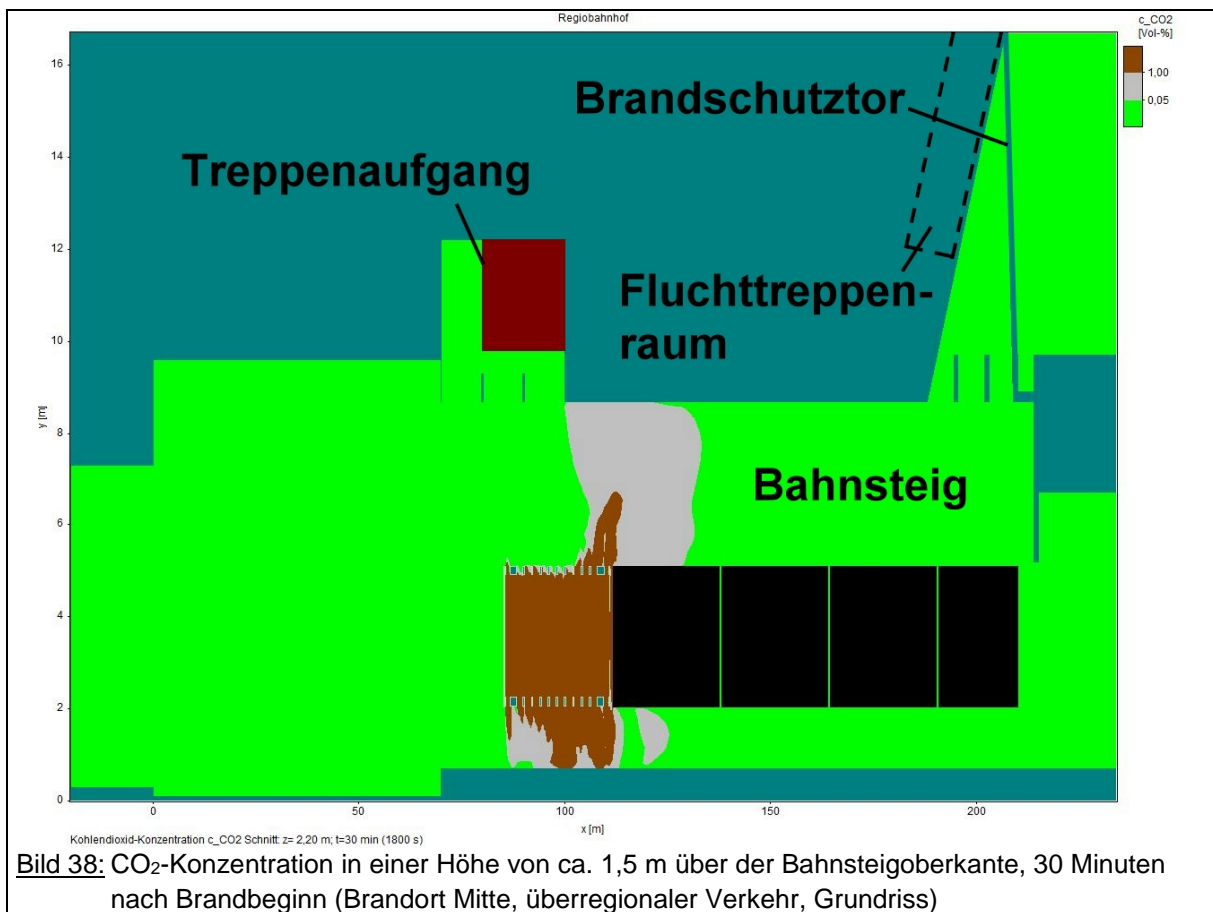 Regiobahnhof
c_CO2
[Vol-%]
1,00
0,05
16
14
12
10
8
6
4
2
0
y [m]
Brandschutztor
Treppenaufgang
Fluchttreppen-
raum
Bahnsteig
0
50
100
150
200
x [m]
Kohlendioxid-Konzentration c_CO2 Schnitt: z= 2,20 m; t=30 min (1800 s)
Bild 38: CO2-Konzentration in einer Höhe von ca. 1,5 m über der Bahnsteigoberkante, 30 Minuten
nach Brandbeginn (Brandort Mitte, überregionaler Verkehr, Grundriss)